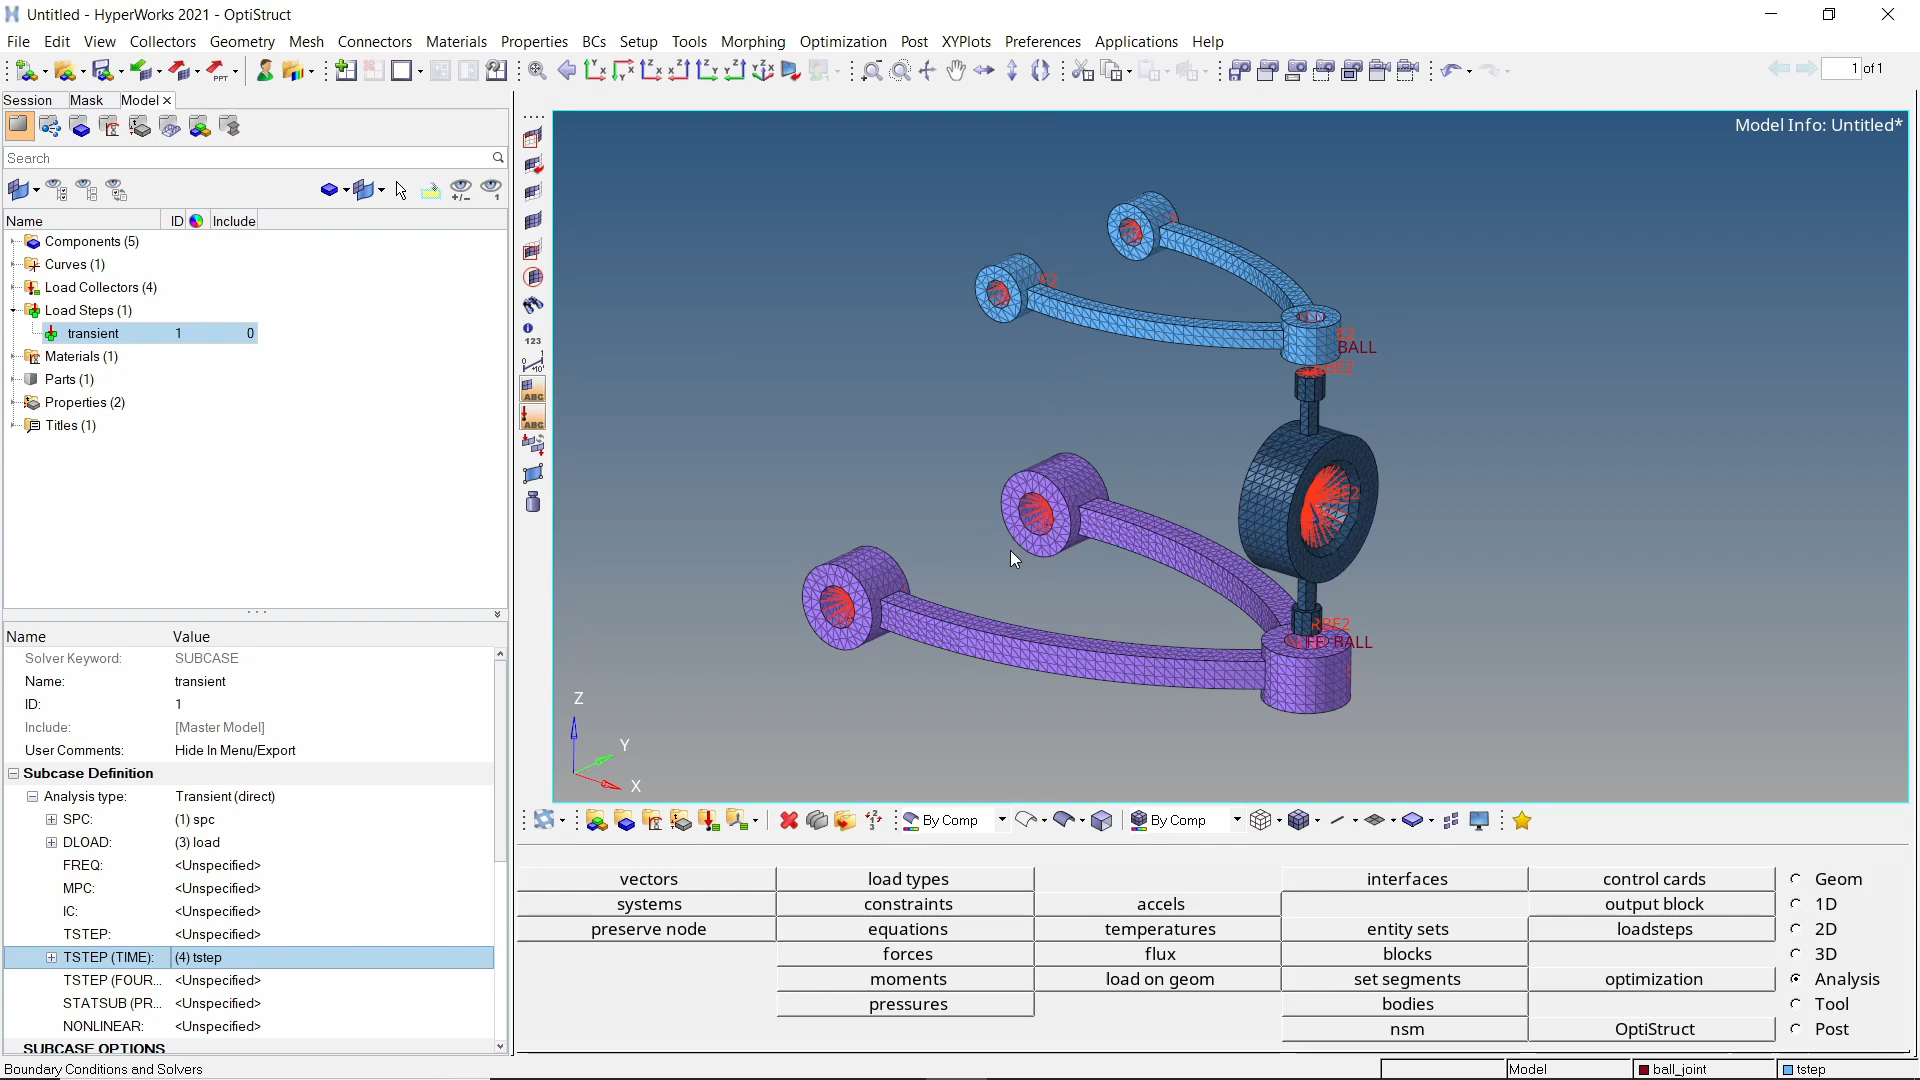 Untitled - HyperWorks 2021 - OptiStruct
File Edit View Collectors Geometry Mesh Connectors Materials Properties BCs Setup Tools Morphing Optimization Post XYPlots Preferences Applications Help
1 of 1
Session Mask Model
Search
Name ID Include
Components (5)
Curves (1)
Load Collectors (4)
Load Steps (1)
transient 1 0
Materials (1)
Parts (1)
Properties (2)
Titles (1)
Model Info: Untitled*
BALL
RBE2
BALL
Z
Y
X
Name Value
Solver Keyword: SUBCASE
Name: transient
ID: 1
Include: [Master Model]
User Comments: Hide In Menu/Export
Subcase Definition
Analysis type: Transient (direct)
SPC: (1) spc
DLOAD: (3) load
FREQ: <Unspecified>
MPC: <Unspecified>
IC: <Unspecified>
TSTEP: <Unspecified>
TSTEP (TIME): (4) tstep
TSTEP (FOUR... <Unspecified>
STATSUB (PR... <Unspecified>
NONLINEAR: <Unspecified>
SUBCASE OPTIONS
By Comp By Comp
vectors load types interfaces control cards Geom
systems constraints accels output block 1D
preserve node equations temperatures entity sets loadsteps 2D
forces flux blocks 3D
moments load on geom set segments optimization Analysis
pressures bodies Tool
nsm OptiStruct Post
Boundary Conditions and Solvers Model ball_joint tstep